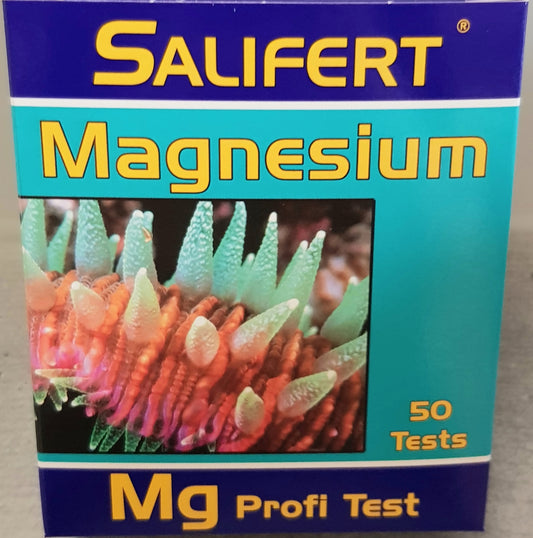 SALIFERT ®
Magnesium
50
Tests
Mg Profi Test